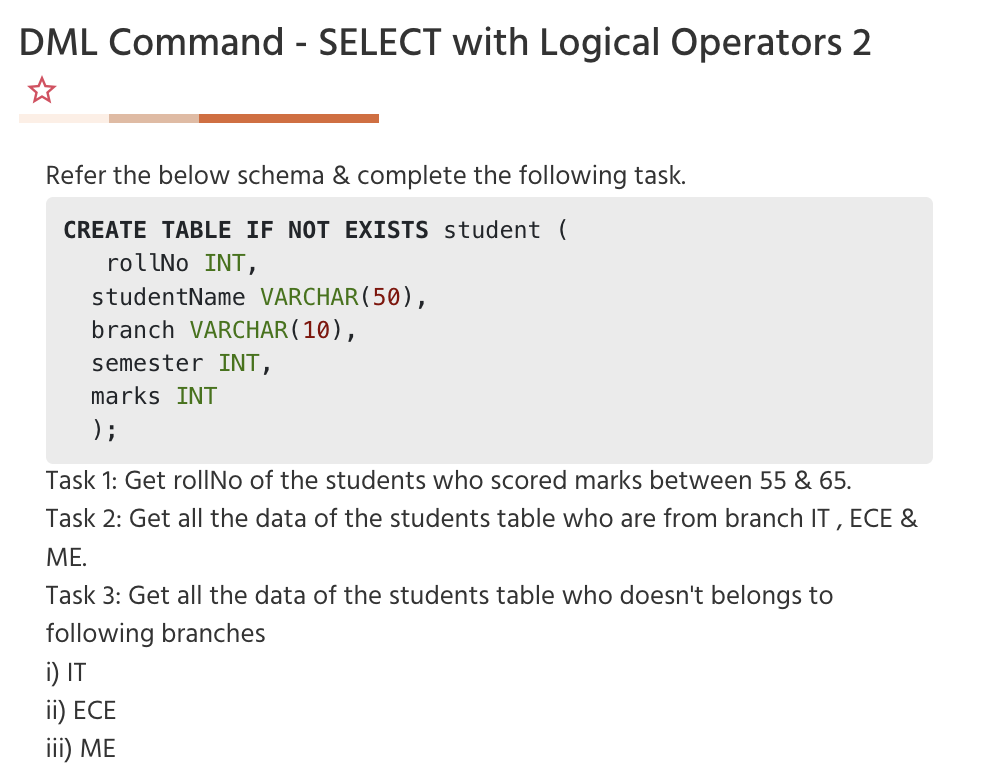 DML Command - SELECT with Logical Operators 2
Refer the below schema & complete the following task.
CREATE TABLE IF NOT EXISTS student (
rollNo INT,
studentName VARCHAR(50),
branch VARCHAR(10),
semester INT,
marks INT
);
Task 1: Get rollNo of the students who scored marks between 55 & 65.
Task 2: Get all the data of the students table who are from branch IT , ECE &
ME.
Task 3: Get all the data of the students table who doesn't belongs to
following branches
i) IT
ii) ECE
iii) ME